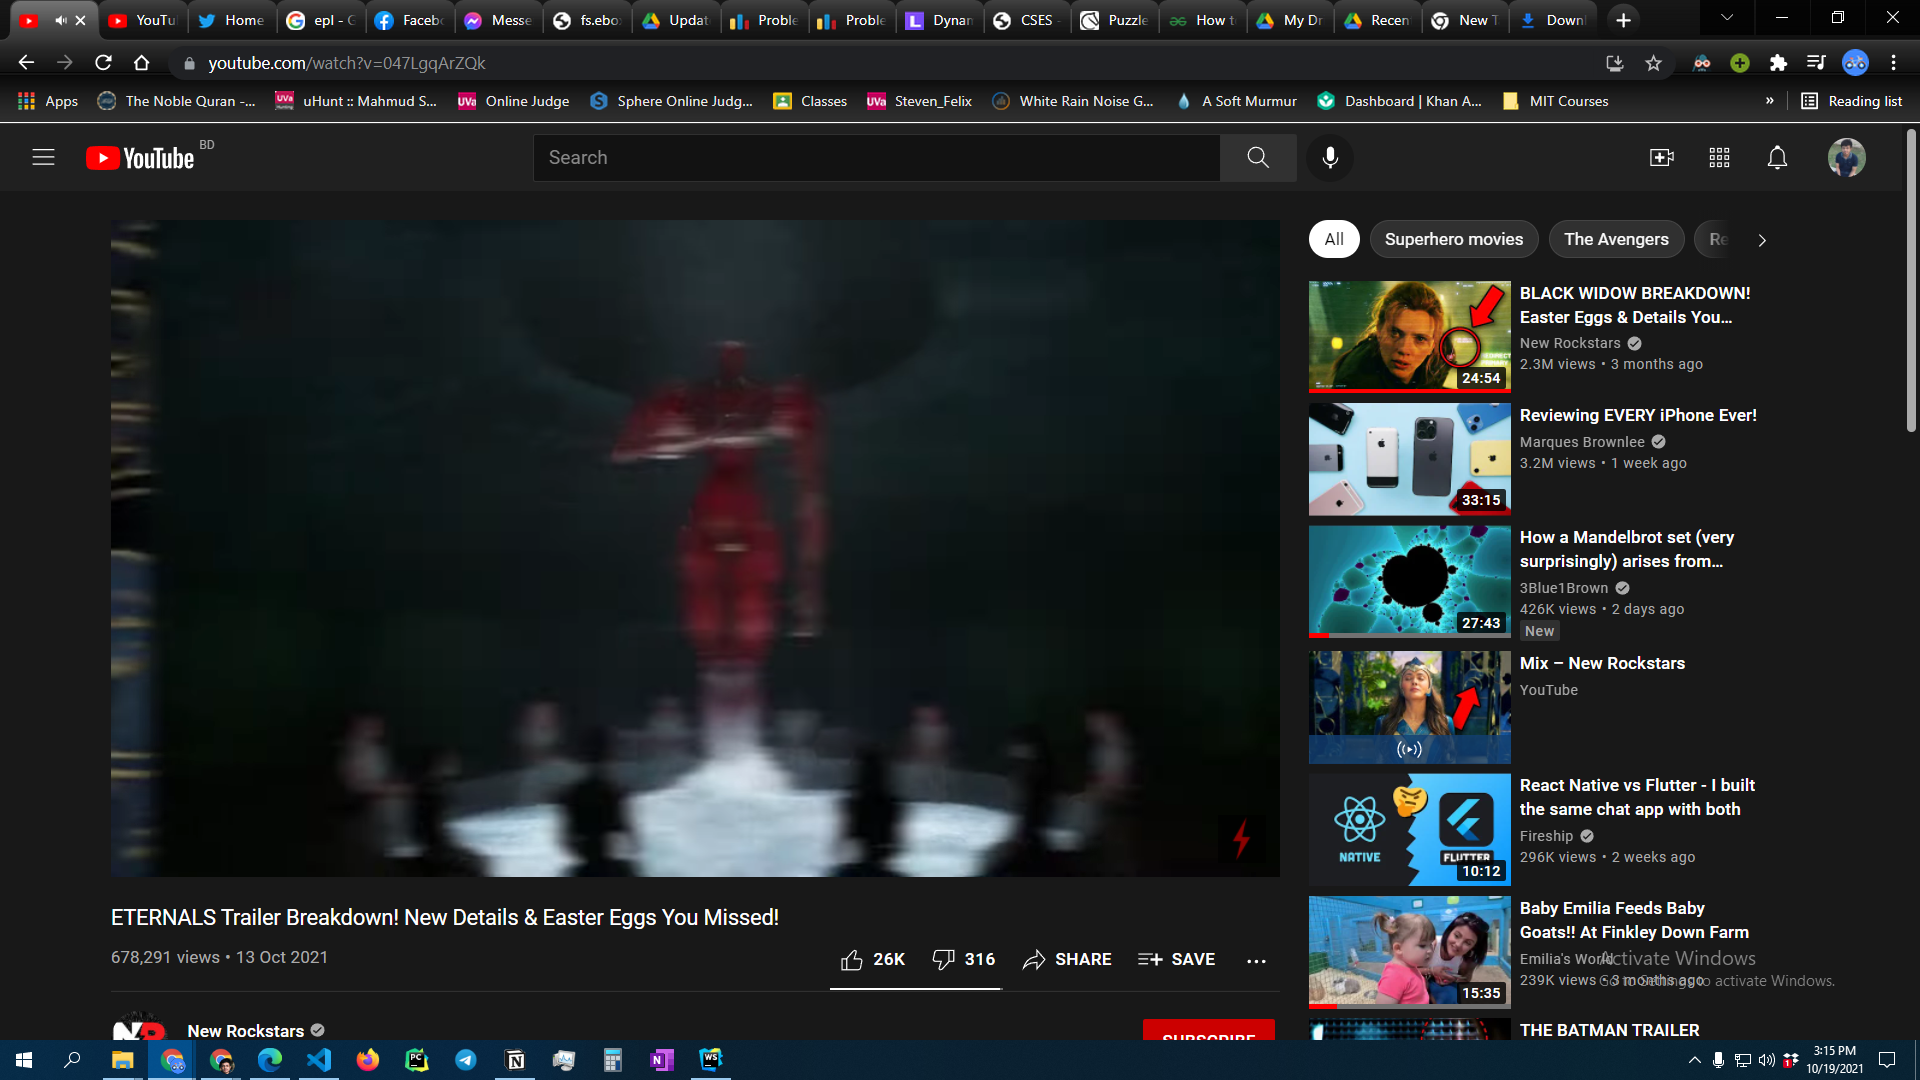 YouTu
Home
epl - G
Faceb
Messe
fs.ebo
Updat
Proble
Proble
Dynan
CSES -
Puzzle
How t
My Dr
Recen
New T
Downl
youtube.com/watch?v=047LgqArZQk
Apps
The Noble Quran -...
uHunt :: Mahmud S...
Online Judge
Sphere Online Judg...
Classes
Steven_Felix
White Rain Noise G...
A Soft Murmur
Dashboard | Khan A...
MIT Courses
»
Reading list
YouTube BD
Search
All
Superhero movies
The Avengers
Re
BLACK WIDOW BREAKDOWN!
Easter Eggs & Details You...
New Rockstars
2.3M views • 3 months ago
24:54
Reviewing EVERY iPhone Ever!
Marques Brownlee
3.2M views • 1 week ago
33:15
How a Mandelbrot set (very
surprisingly) arises from...
3Blue1Brown
426K views • 2 days ago
27:43
New
Mix – New Rockstars
YouTube
React Native vs Flutter - I built
the same chat app with both
Fireship
296K views • 2 weeks ago
NATIVE
FLUTTER
10:12
Baby Emilia Feeds Baby
Goats!! At Finkley Down Farm
Emilia's World
239K views • 3 months ago
15:35
Activate Windows
Go to Settings to activate Windows.
THE BATMAN TRAILER
ETERNALS Trailer Breakdown! New Details & Easter Eggs You Missed!
678,291 views • 13 Oct 2021
26K
316
SHARE
SAVE
New Rockstars
SUBSCRIBE
3:15 PM
10/19/2021